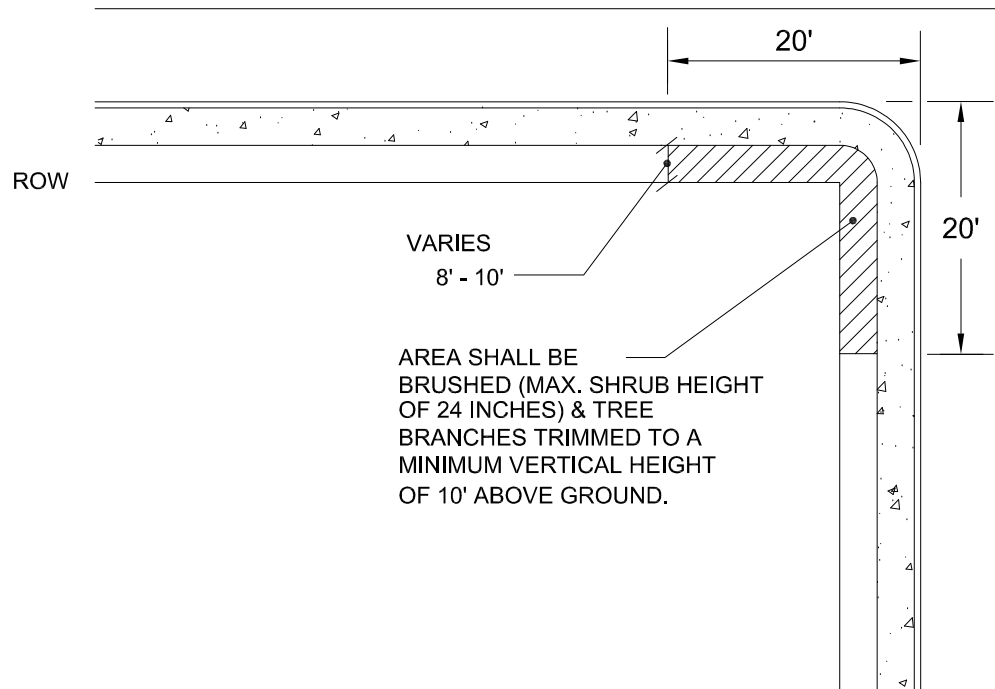 20'
ROW
20'
VARIES
8' - 10'
AREA SHALL BE
BRUSHED (MAX. SHRUB HEIGHT
OF 24 INCHES) & TREE
BRANCHES TRIMMED TO A
MINIMUM VERTICAL HEIGHT
OF 10' ABOVE GROUND.